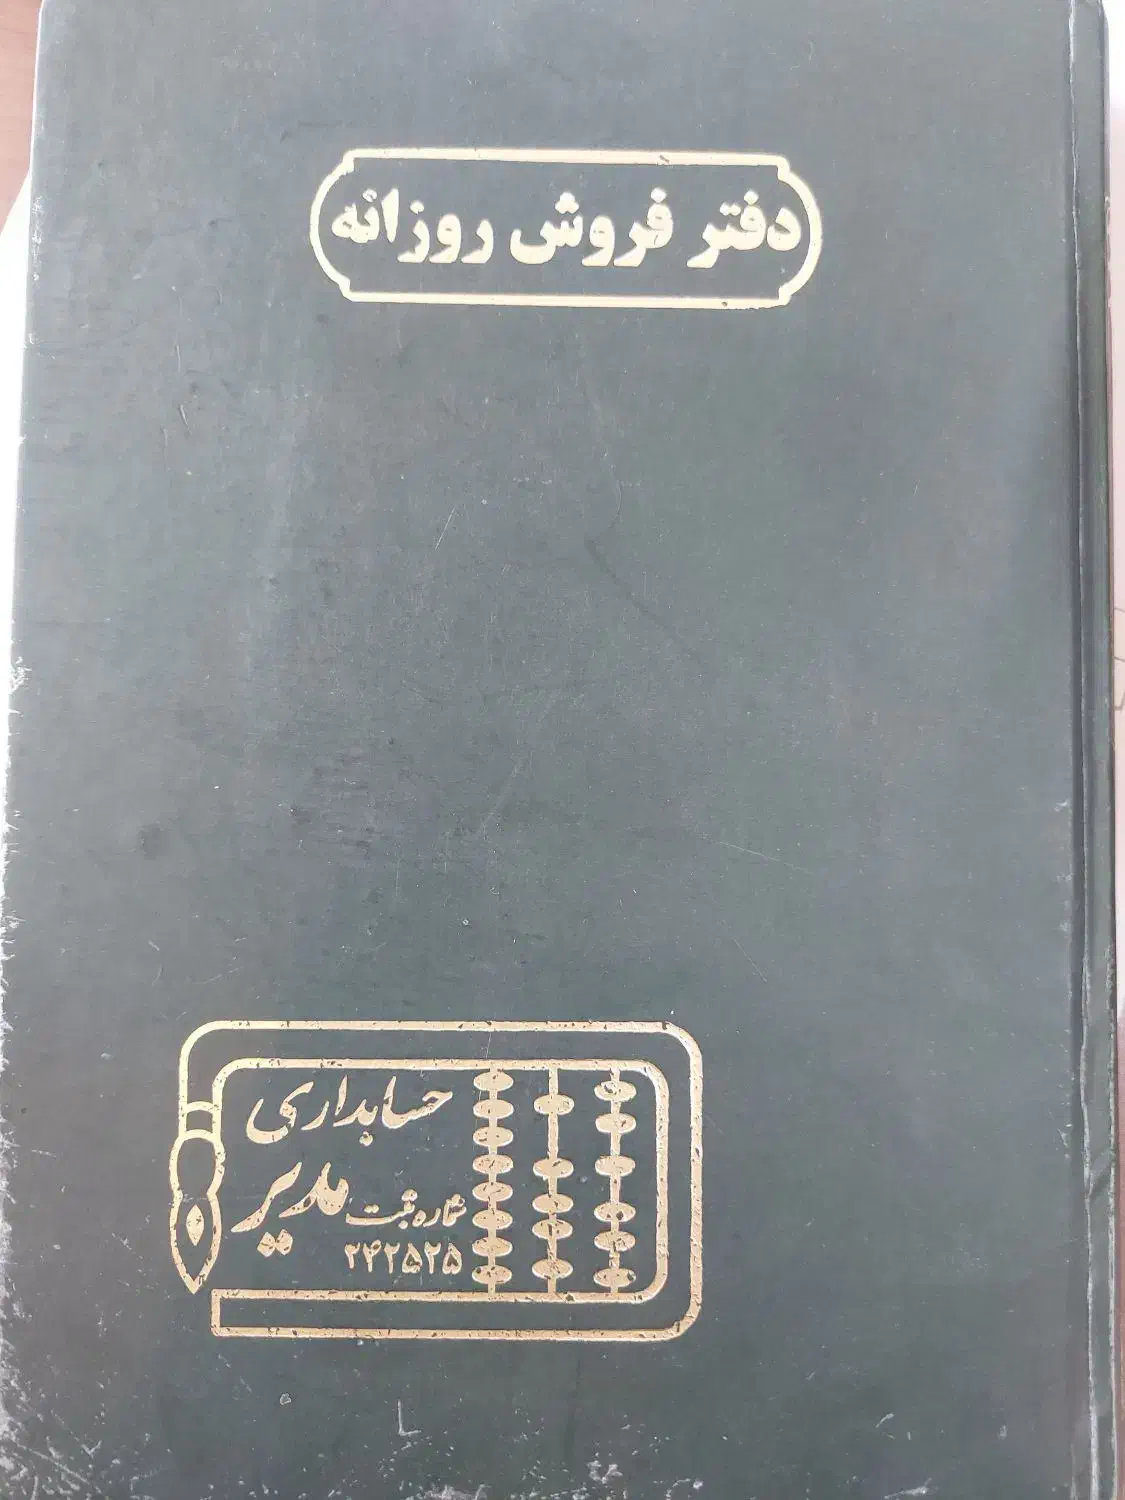 دفتر فروش روزانه
حسابداری
مدیر
شماره ثبت
۲۴۲۵۲۵